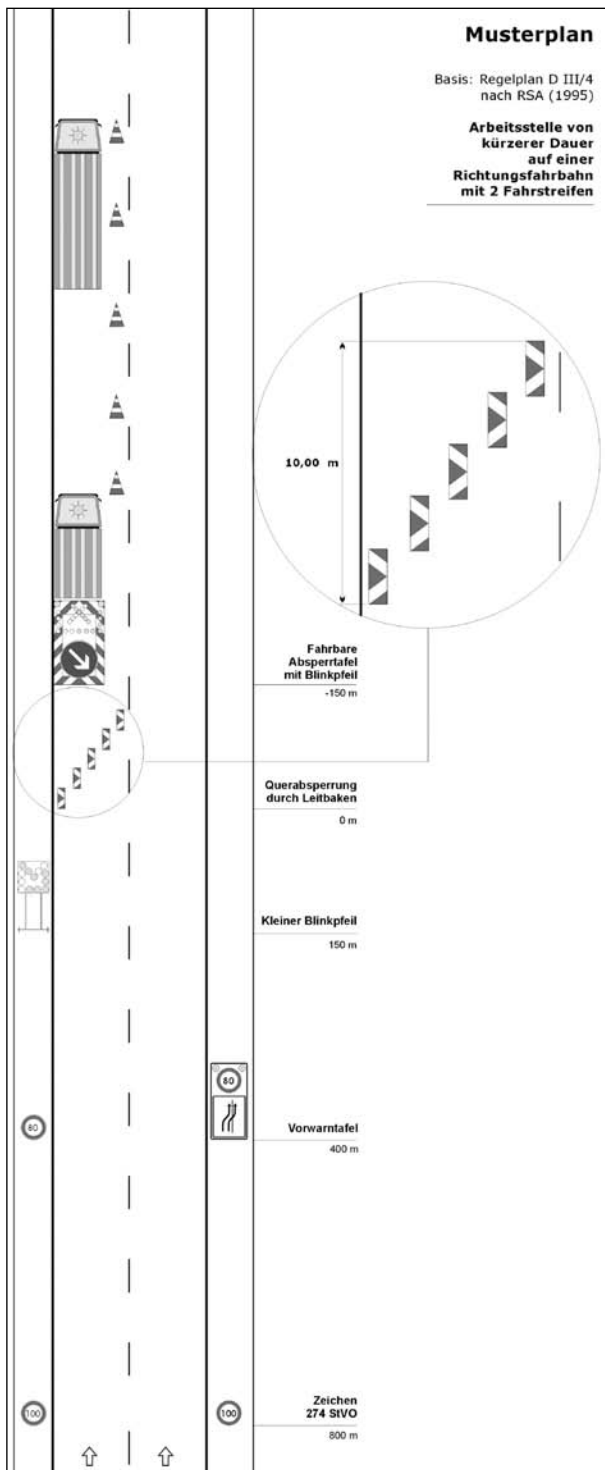 Musterplan
Basis: Regelplan D III/4
nach RSA (1995)
Arbeitsstelle von
kürzerer Dauer
auf einer
Richtungsfahrbahn
mit 2 Fahrstreifen
10,00 m
Fahrbare
Absperrtafel
mit Blinkpfeil
-150 m
Querabsperrung
durch Leitbaken
0 m
Kleiner Blinkpfeil
150 m
80
80
Vorwarntafel
400 m
100
100
Zeichen
274 StVO
800 m